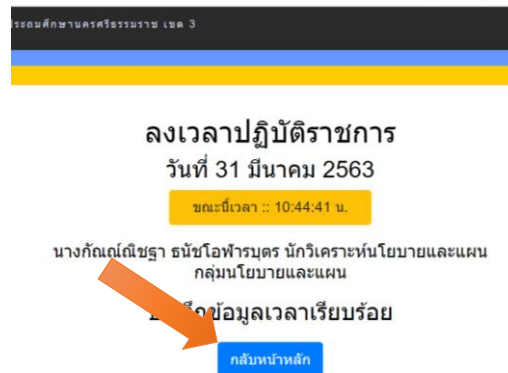 ประถมศึกษานครศรีธรรมราช เขต 3
ลงเวลาปฏิบัติราชการ
วันที่ 31 มีนาคม 2563
ขณะนี้เวลา :: 10:44:41 น.
นางกัณณ์ณิชฐา ธนัชโอฬารบุตร นักวิเคราะห์นโยบายและแผน
กลุ่มนโยบายและแผน
ข้อมูลเวลาเรียบร้อย
กลับหน้าหลัก